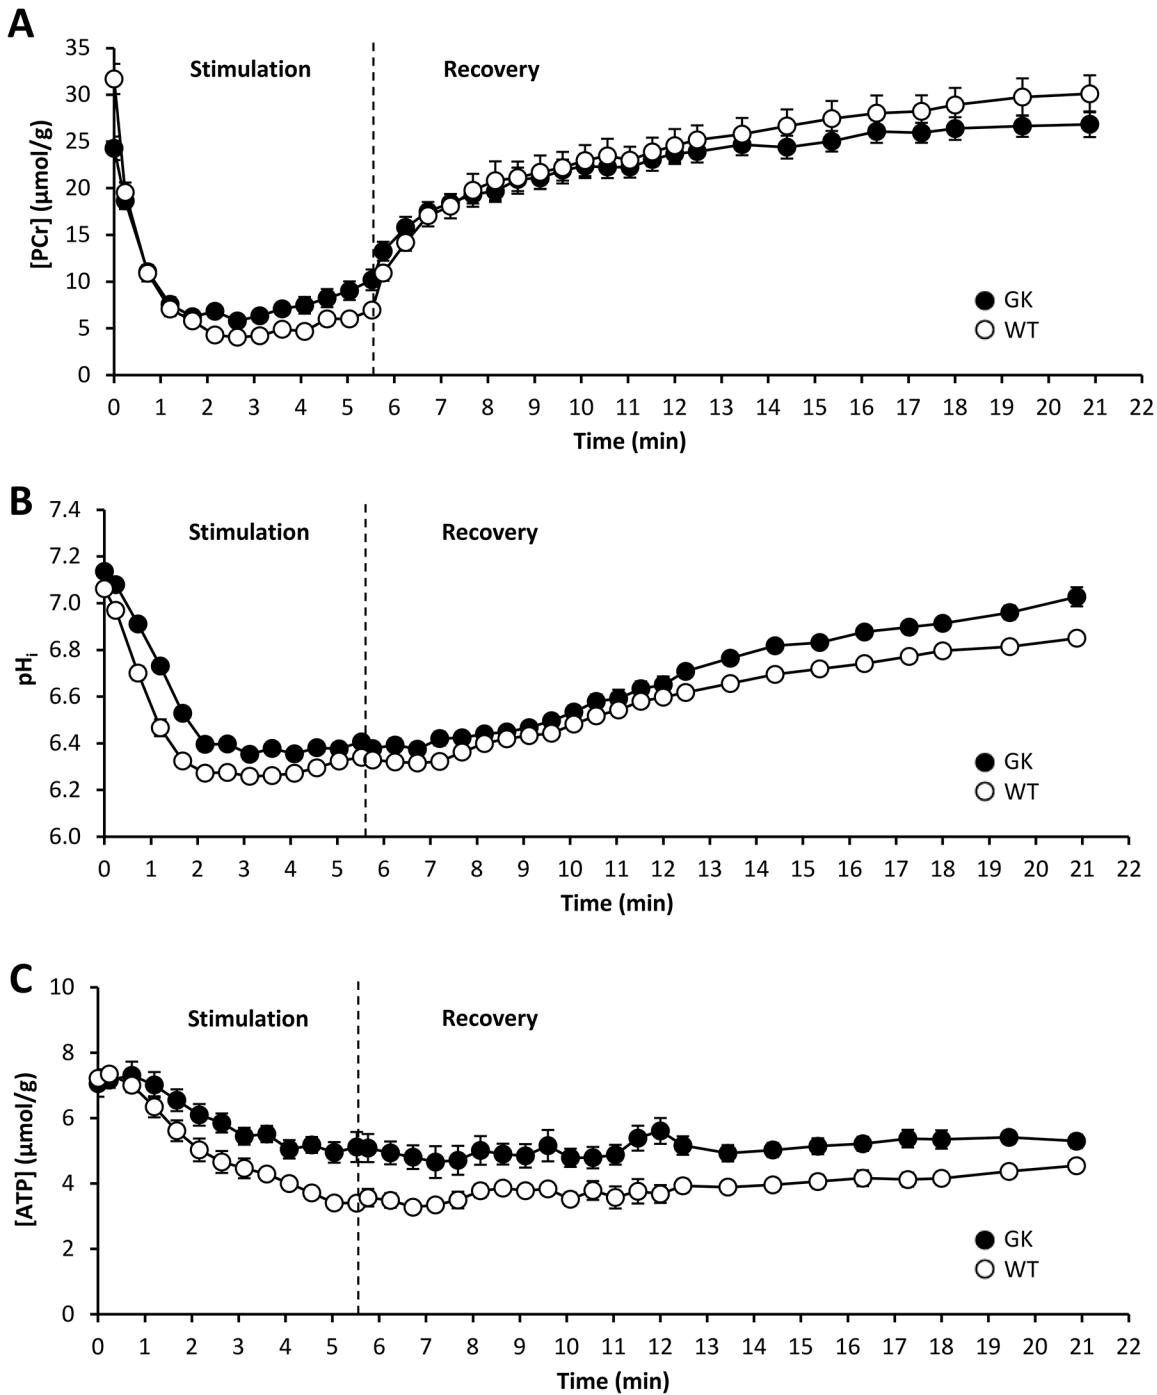 A
35
30
25
20
15
10
5
0
[PCr] (µmol/g)
Stimulation
Recovery
GK
WT
0 1 2 3 4 5 6 7 8 9 10 11 12 13 14 15 16 17 18 19 20 21 22
Time (min)
B
7.4
7.2
7.0
6.8
6.6
6.4
6.2
6.0
pHi
Stimulation
Recovery
GK
WT
0 1 2 3 4 5 6 7 8 9 10 11 12 13 14 15 16 17 18 19 20 21 22
Time (min)
C
10
8
6
4
2
0
[ATP] (µmol/g)
Stimulation
Recovery
GK
WT
0 1 2 3 4 5 6 7 8 9 10 11 12 13 14 15 16 17 18 19 20 21 22
Time (min)